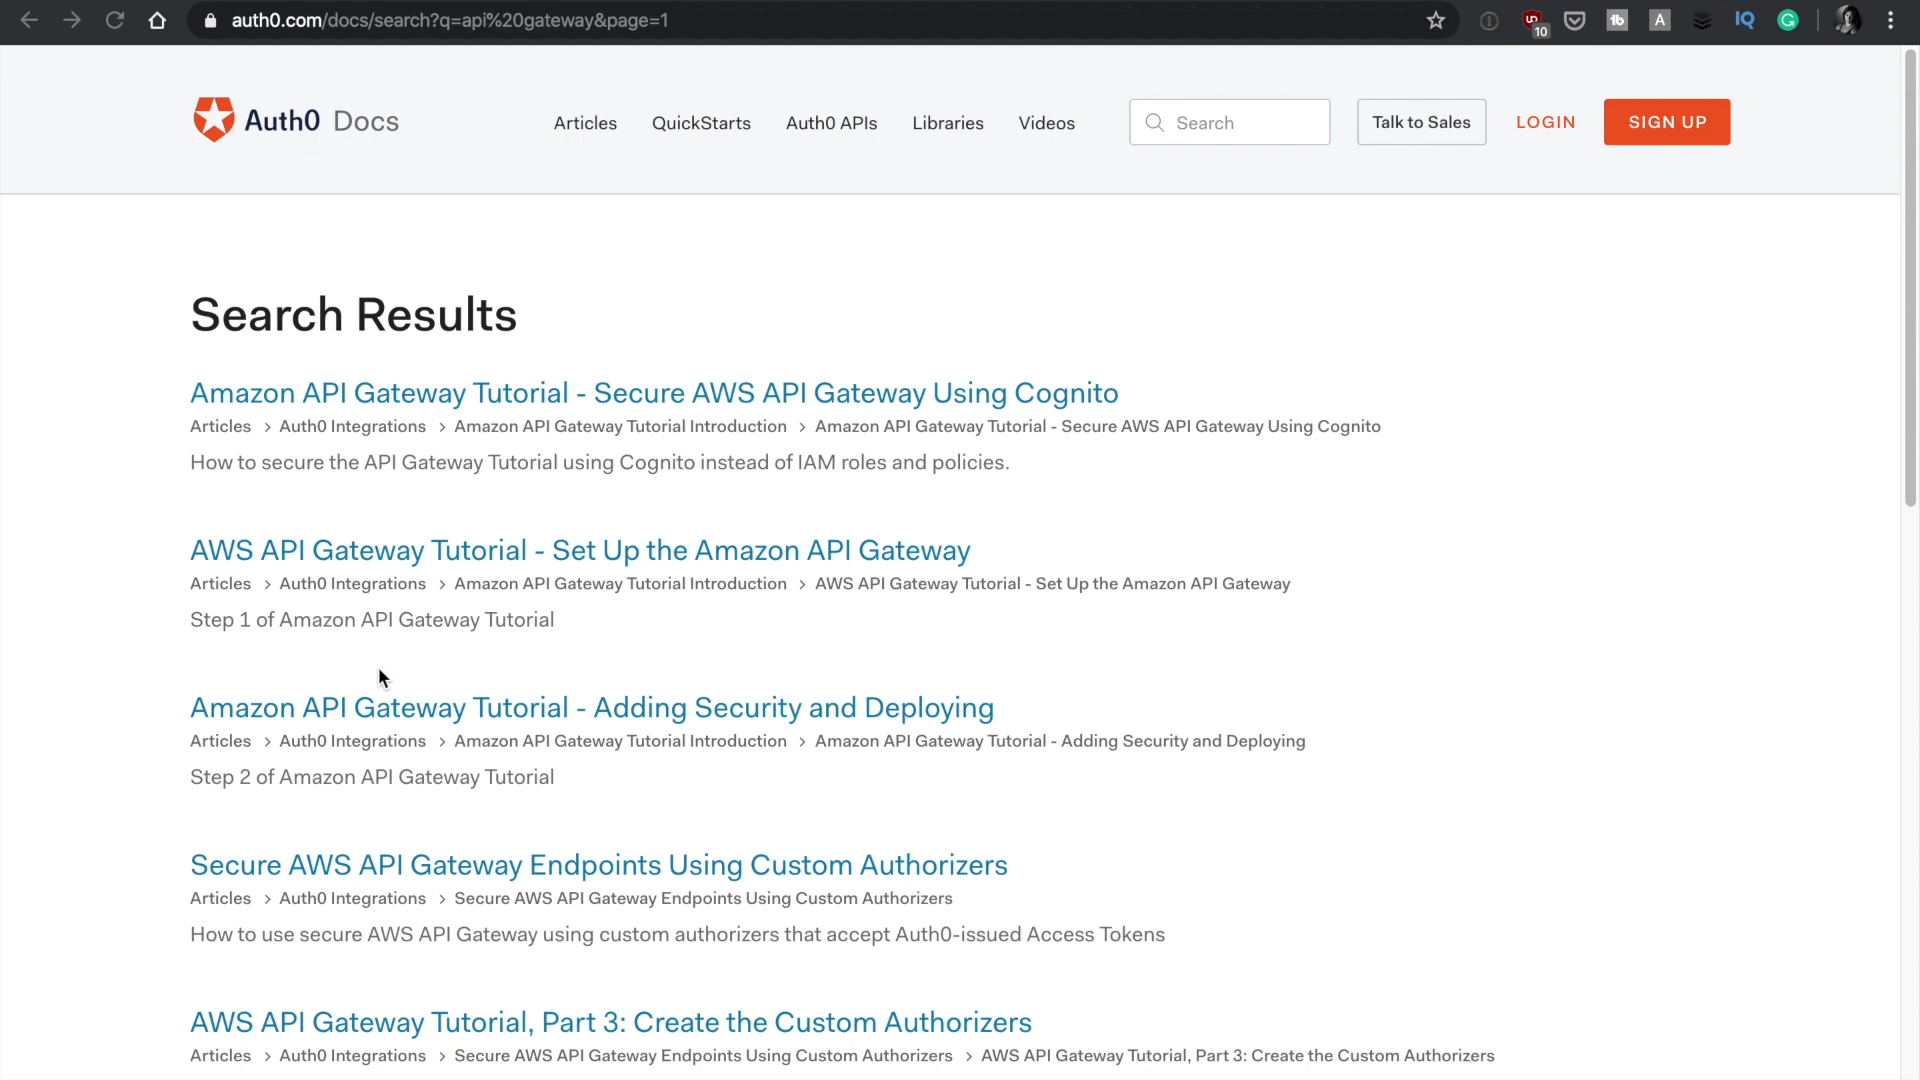 auth0.com/docs/search?q=api%20gateway&page=1
10
tb
A
IQ
G
Auth0 Docs
Articles
QuickStarts
Auth0 APIs
Libraries
Videos
Search
Talk to Sales
LOGIN
SIGN UP
Search Results
Amazon API Gateway Tutorial - Secure AWS API Gateway Using Cognito
Articles > Auth0 Integrations > Amazon API Gateway Tutorial Introduction > Amazon API Gateway Tutorial - Secure AWS API Gateway Using Cognito
How to secure the API Gateway Tutorial using Cognito instead of IAM roles and policies.
AWS API Gateway Tutorial - Set Up the Amazon API Gateway
Articles > Auth0 Integrations > Amazon API Gateway Tutorial Introduction > AWS API Gateway Tutorial - Set Up the Amazon API Gateway
Step 1 of Amazon API Gateway Tutorial
Amazon API Gateway Tutorial - Adding Security and Deploying
Articles > Auth0 Integrations > Amazon API Gateway Tutorial Introduction > Amazon API Gateway Tutorial - Adding Security and Deploying
Step 2 of Amazon API Gateway Tutorial
Secure AWS API Gateway Endpoints Using Custom Authorizers
Articles > Auth0 Integrations > Secure AWS API Gateway Endpoints Using Custom Authorizers
How to use secure AWS API Gateway using custom authorizers that accept Auth0-issued Access Tokens
AWS API Gateway Tutorial, Part 3: Create the Custom Authorizers
Articles > Auth0 Integrations > Secure AWS API Gateway Endpoints Using Custom Authorizers > AWS API Gateway Tutorial, Part 3: Create the Custom Authorizers